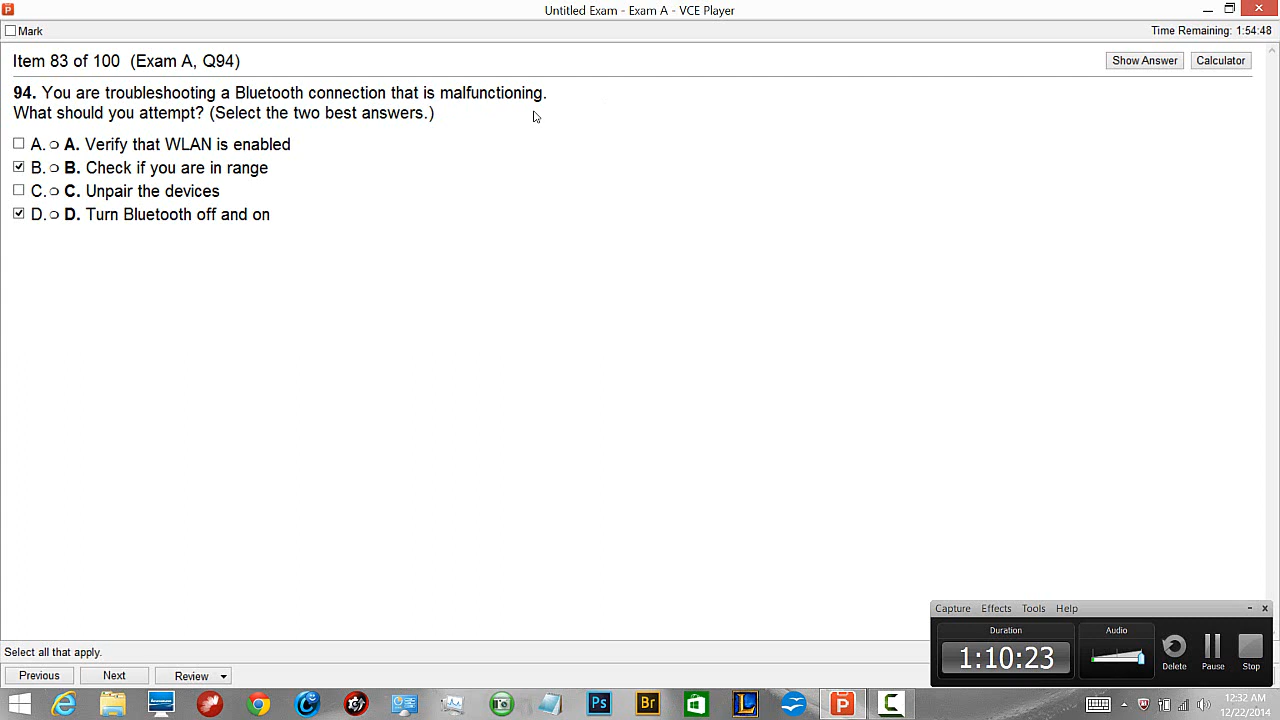 Untitled Exam - Exam A - VCE Player
Mark
Time Remaining: 1:54:48
Item 83 of 100 (Exam A, Q94)
Show Answer
Calculator
94. You are troubleshooting a Bluetooth connection that is malfunctioning.
What should you attempt? (Select the two best answers.)
A. A. Verify that WLAN is enabled
B. B. Check if you are in range
C. C. Unpair the devices
D. D. Turn Bluetooth off and on
Capture Effects Tools Help
Duration
Audio
1:10:23
Delete Pause Stop
Select all that apply.
Previous Next Review
Ps Br
12:32 AM
12/22/2014